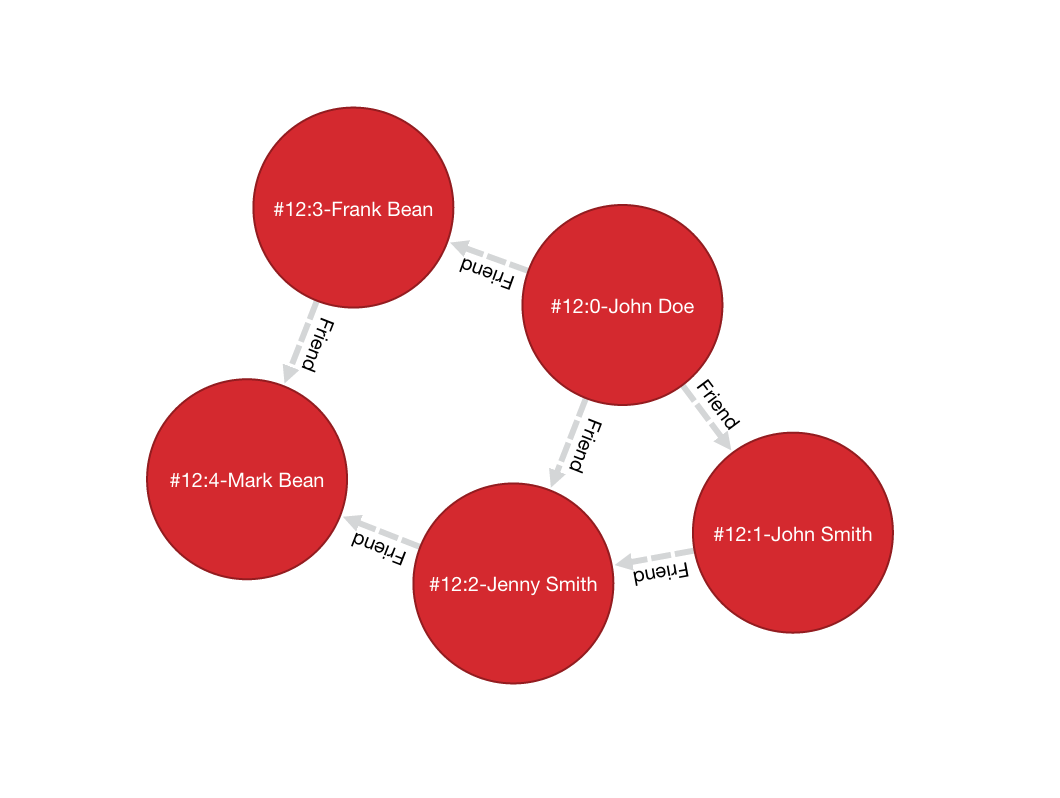 #12:3-Frank Bean
Friend
#12:0-John Doe
Friend
Friend
Friend
#12:4-Mark Bean
#12:1-John Smith
Friend
Friend
#12:2-Jenny Smith